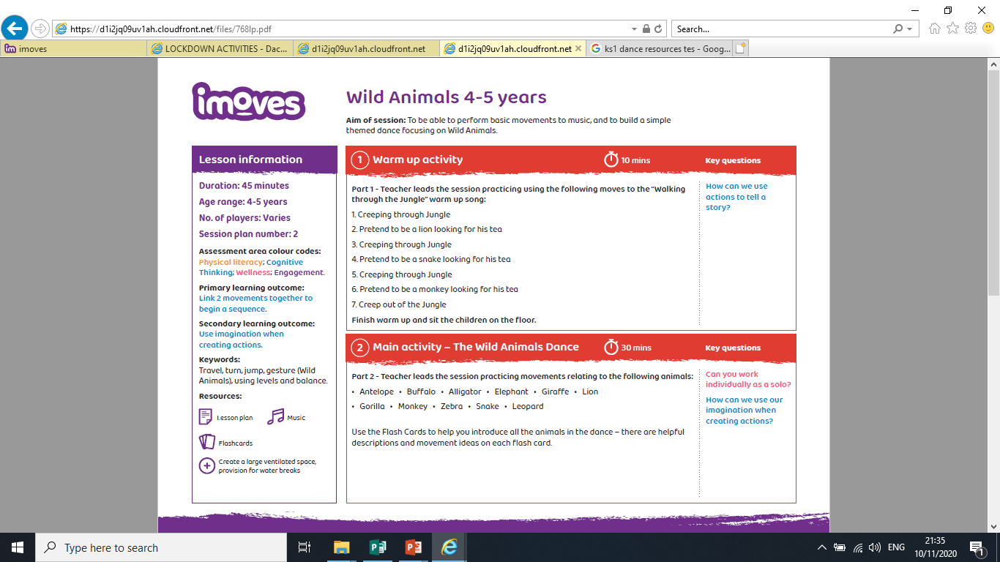 https://d1i2jq09uv1ah.cloudfront.net/files/768lp.pdf
Search...
im imoves
LOCKDOWN ACTIVITIES - Dac...
d1i2jq09uv1ah.cloudfront.net
d1i2jq09uv1ah.cloudfront.net
ks1 dance resources tes - Goog...
imoves
Wild Animals 4-5 years
Aim of session: To be able to perform basic movements to music, and to build a simple
themed dance focusing on Wild Animals.
Lesson information
Duration: 45 minutes
Age range: 4-5 years
No. of players: Varies
Session plan number: 2
Assessment area colour codes:
Physical literacy; Cognitive
Thinking; Wellness; Engagement.
Primary learning outcome:
Link 2 movements together to
begin a sequence.
Secondary learning outcome:
Use imagination when
creating actions.
Keywords:
Travel, turn, jump, gesture (Wild
Animals), using levels and balance.
Resources:
Lesson plan
Music
Flashcards
Create a large ventilated space,
provision for water breaks
1 Warm up activity
10 mins
Key questions
Part 1 - Teacher leads the session practicing using the following moves to the "Walking
through the Jungle" warm up song:
1. Creeping through Jungle
2. Pretend to be a lion looking for his tea
3. Creeping through Jungle
4. Pretend to be a snake looking for his tea
5. Creeping through Jungle
6. Pretend to be a monkey looking for his tea
7. Creep out of the Jungle
Finish warm up and sit the children on the floor.
How can we use
actions to tell a
story?
2 Main activity – The Wild Animals Dance
30 mins
Key questions
Part 2 - Teacher leads the session practicing movements relating to the following animals:
• Antelope • Buffalo • Alligator • Elephant • Giraffe • Lion
• Gorilla • Monkey • Zebra • Snake • Leopard
Use the Flash Cards to help you introduce all the animals in the dance – there are helpful
descriptions and movement ideas on each flash card.
Can you work
individually as a solo?
How can we use our
imagination when
creating actions?
Type here to search
ENG
21:35
10/11/2020
1